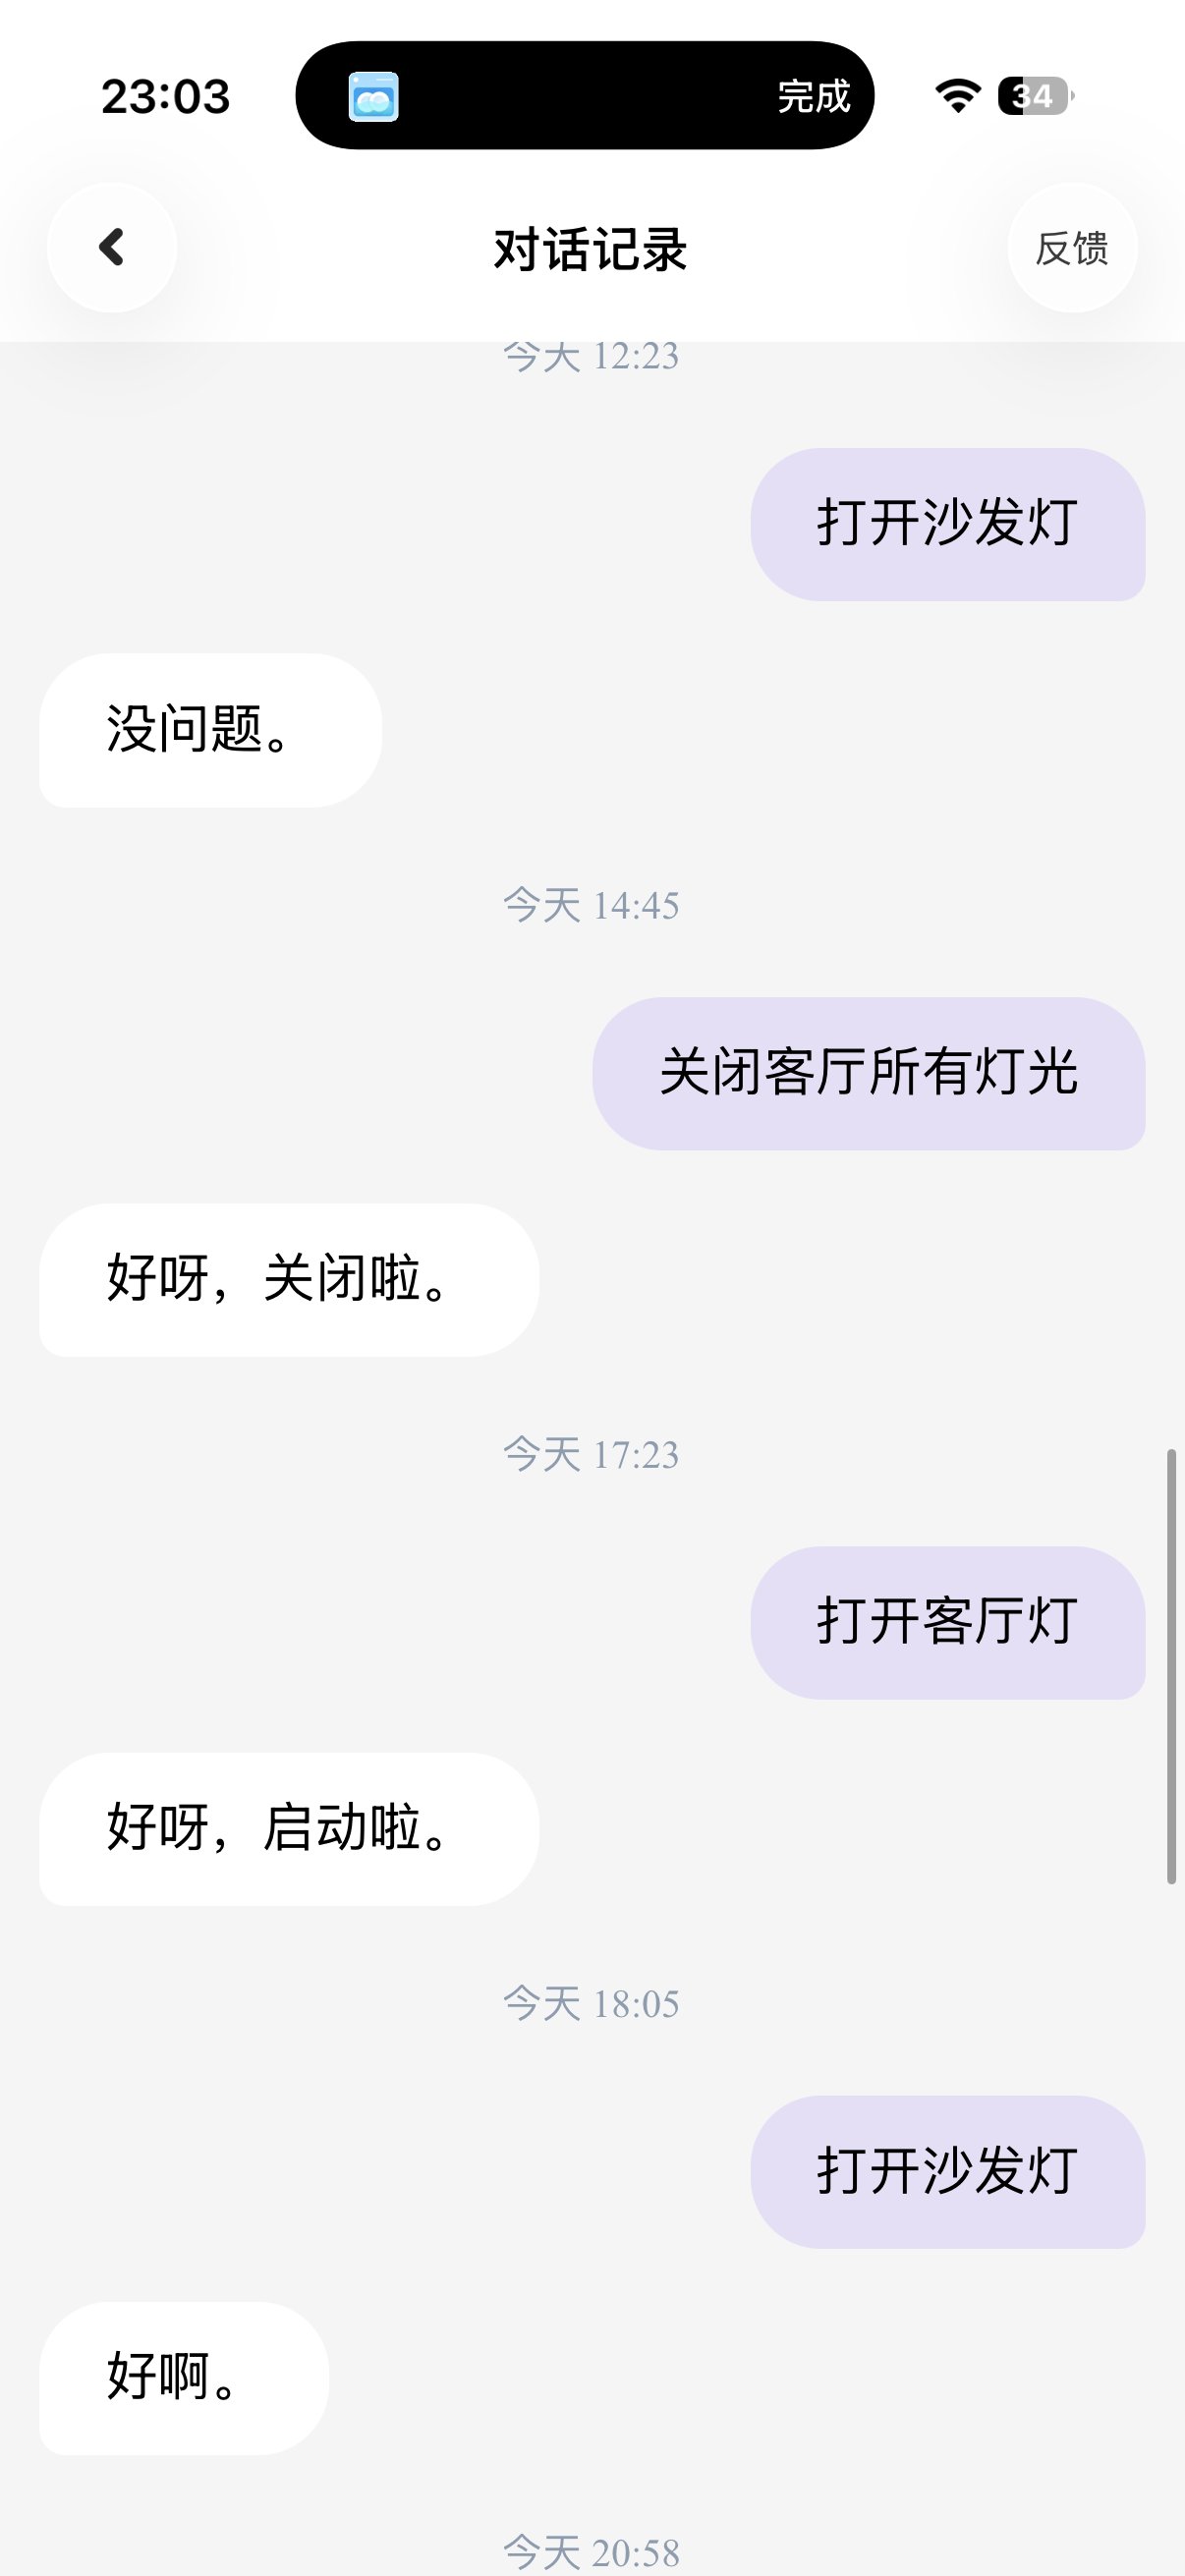 23:03
完成
34
对话记录
反馈
今天 12:23
打开沙发灯
没问题。
今天 14:45
关闭客厅所有灯光
好呀，关闭啦。
今天 17:23
打开客厅灯
好呀，启动啦。
今天 18:05
打开沙发灯
好啊。
今天 20:58